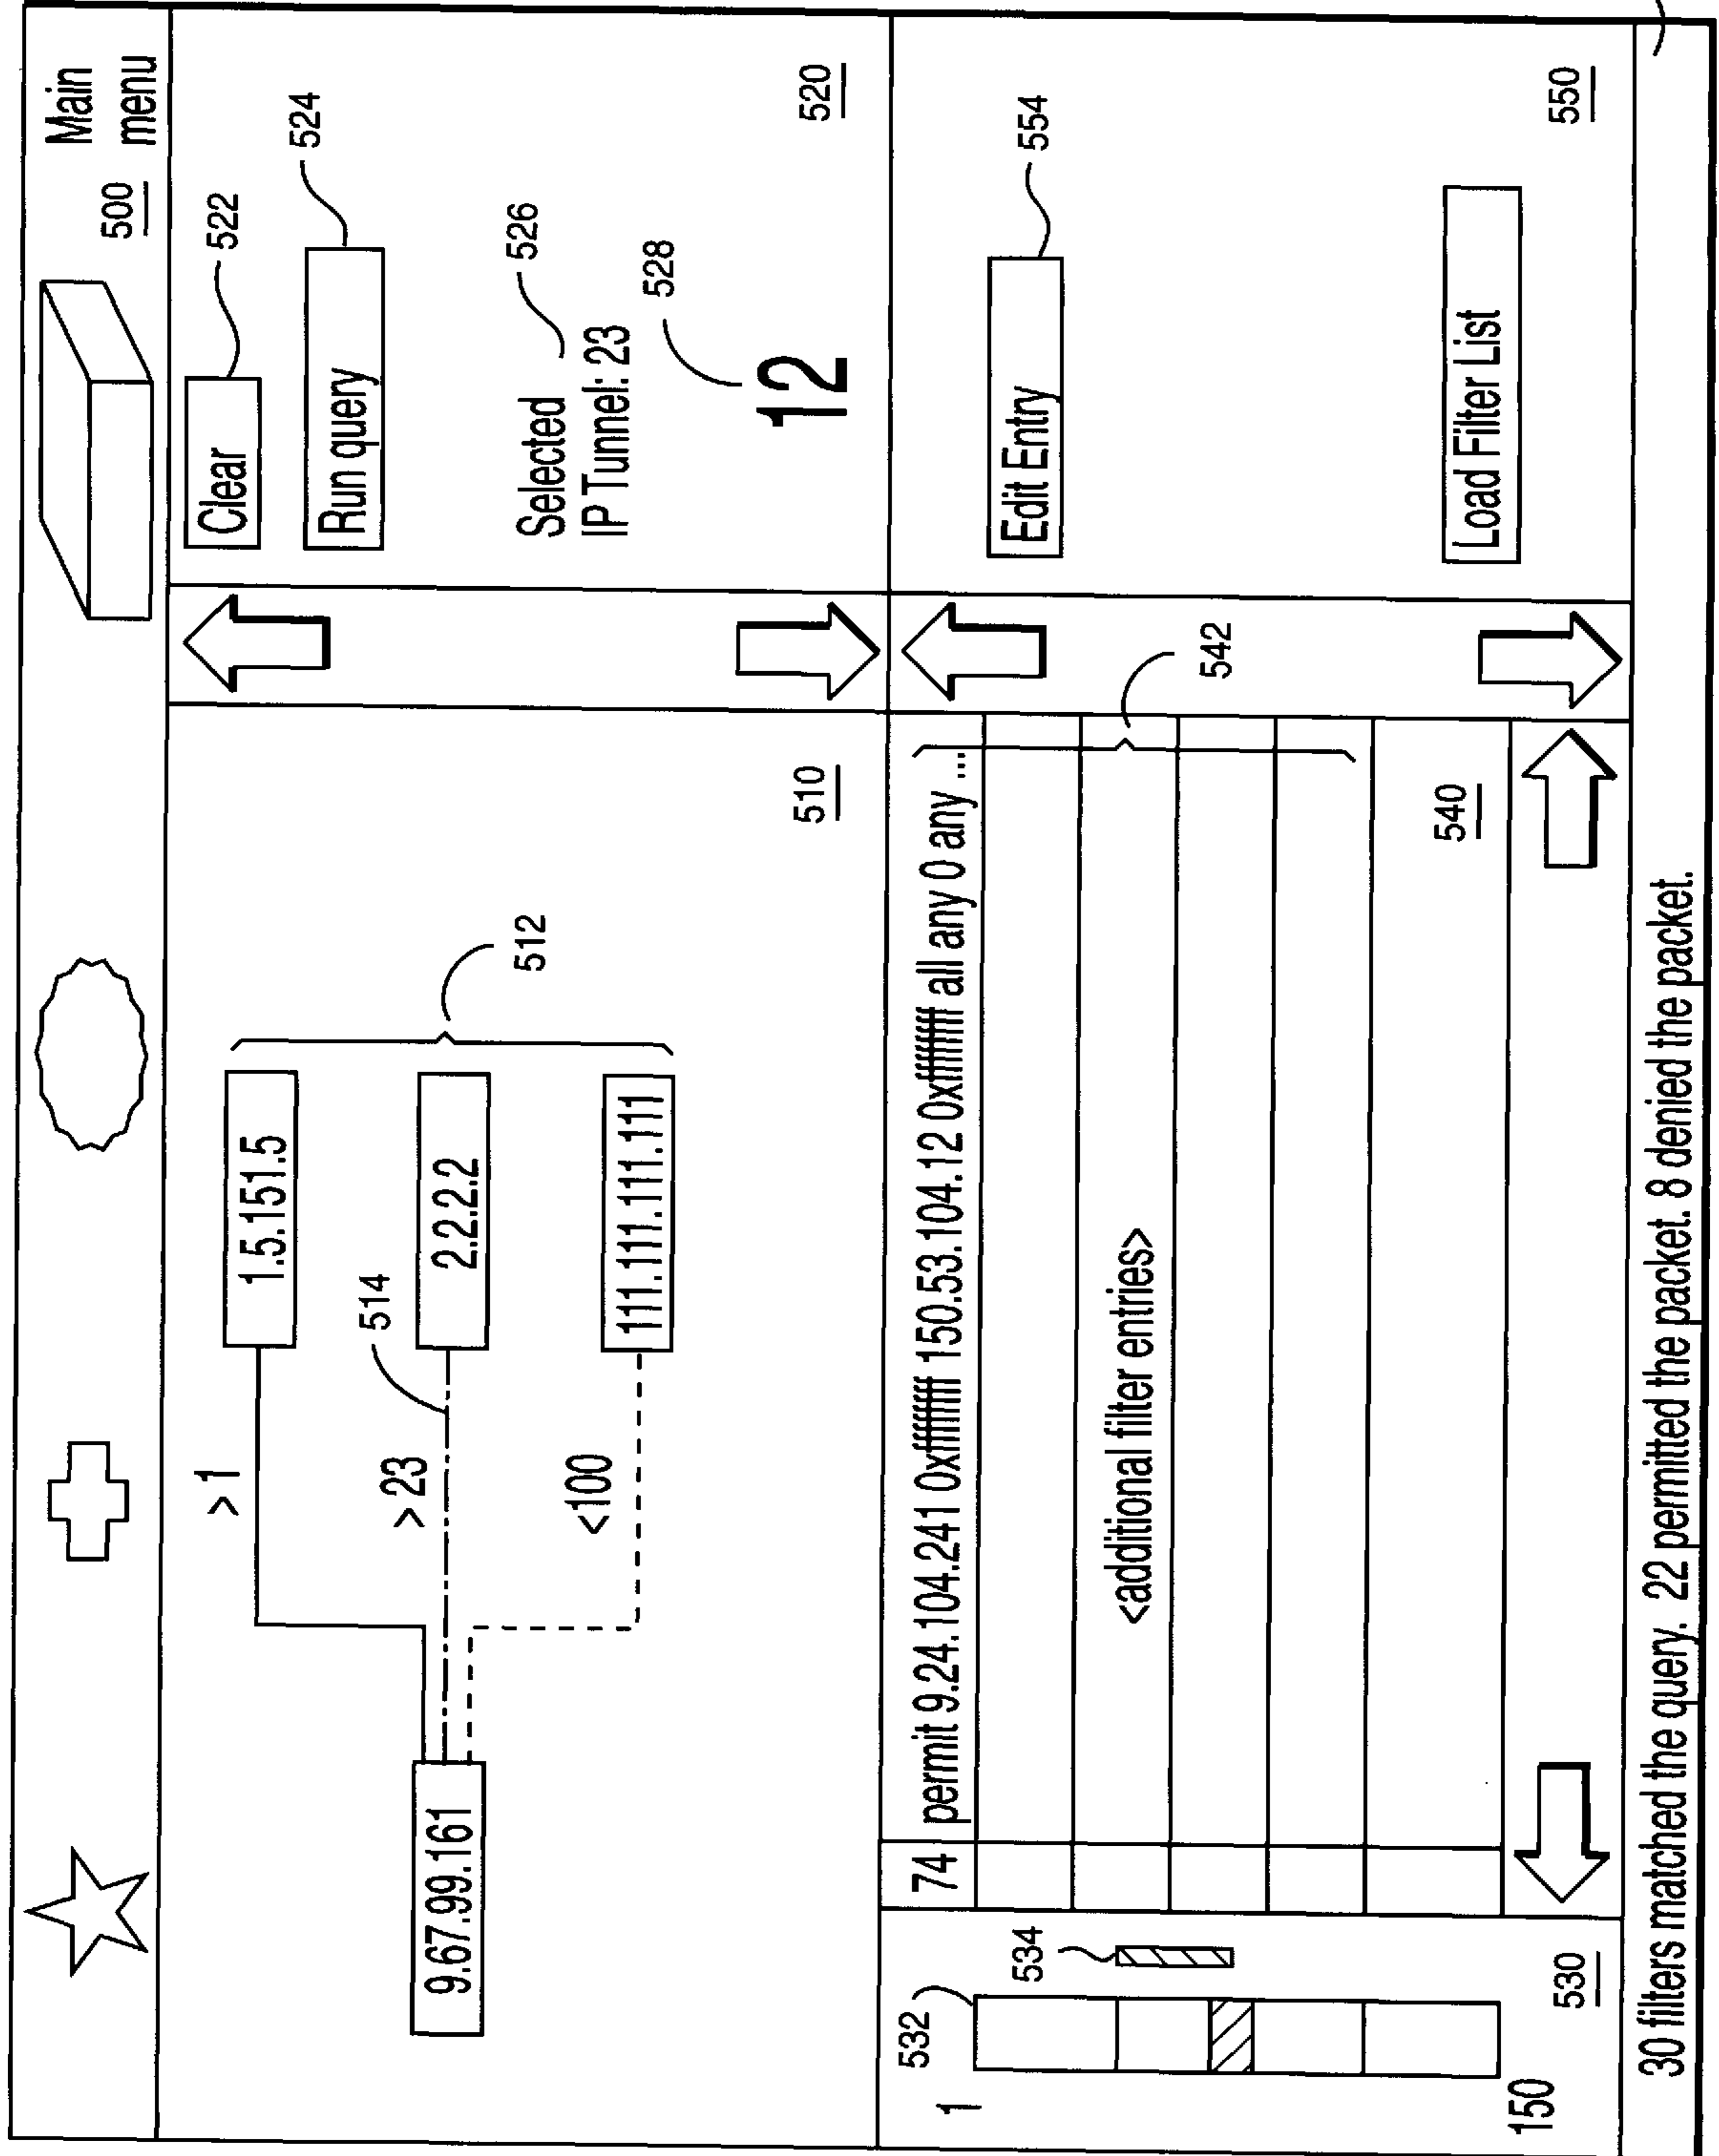 Main
menu
500
Clear
522
Run query
524
Selected
IP Tunnel: 23
526
528
12
520
9.67.99.161
>1
>23
<100
514
1.5.151.5
2.2.2.2
111.111.111.111
512
510
532
1
150
534
530
74 permit 9.24.104.241 0xffffffff 150.53.104.12 0xffffffff all any 0 any ...
<additional filter entries>
542
540
Edit Entry
554
Load Filter List
550
30 filters matched the query. 22 permitted the packet. 8 denied the packet.